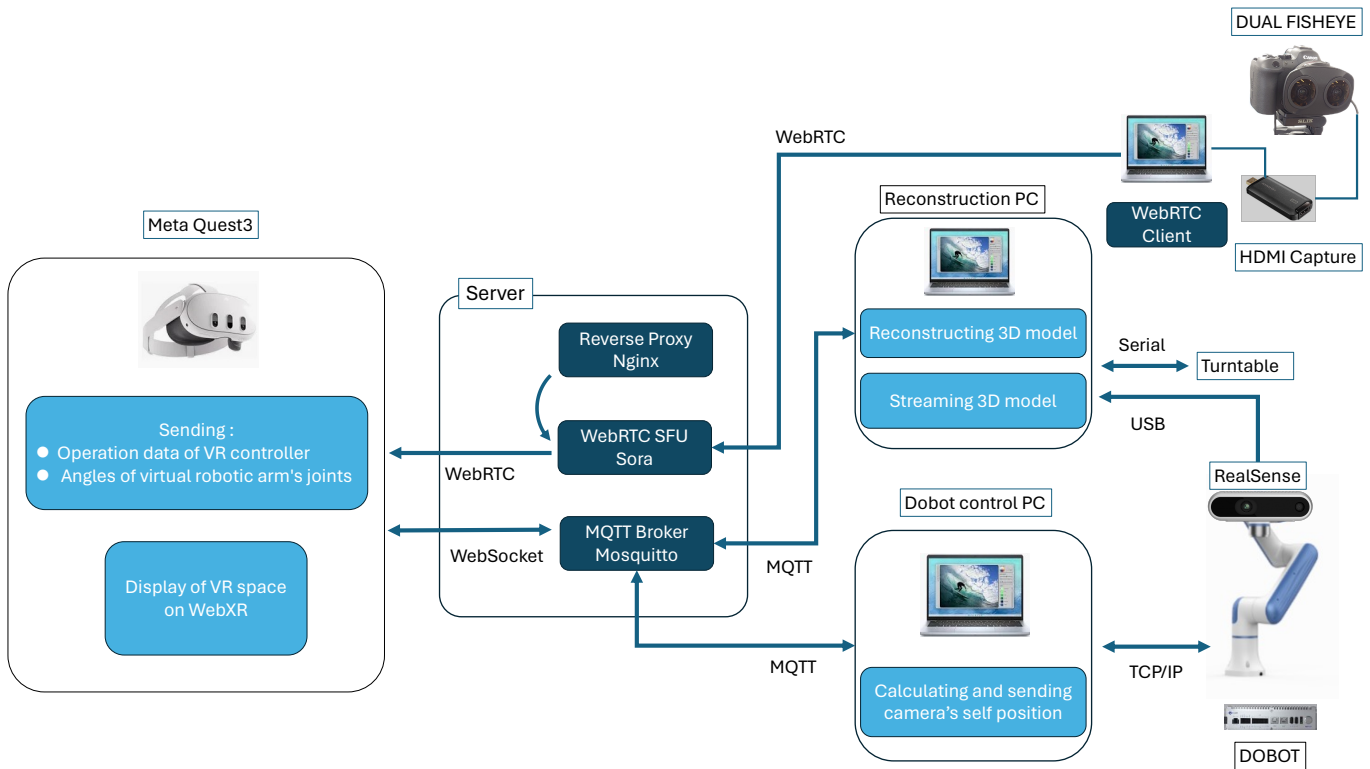 DUAL FISHEYE
WebRTC
Reconstruction PC
WebRTC
Client
HDMI Capture
Meta Quest3
Server
Reverse Proxy
Nginx
Reconstructing 3D model
Serial
Turntable
Streaming 3D model
USB
Sending :
Operation data of VR controller
Angles of virtual robotic arm's joints
WebRTC SFU
Sora
WebRTC
RealSense
Dobot control PC
MQTT Broker
Mosquitto
WebSocket
MQTT
Display of VR space
on WebXR
MQTT
TCP/IP
Calculating and sending
camera’s self position
DOBOT